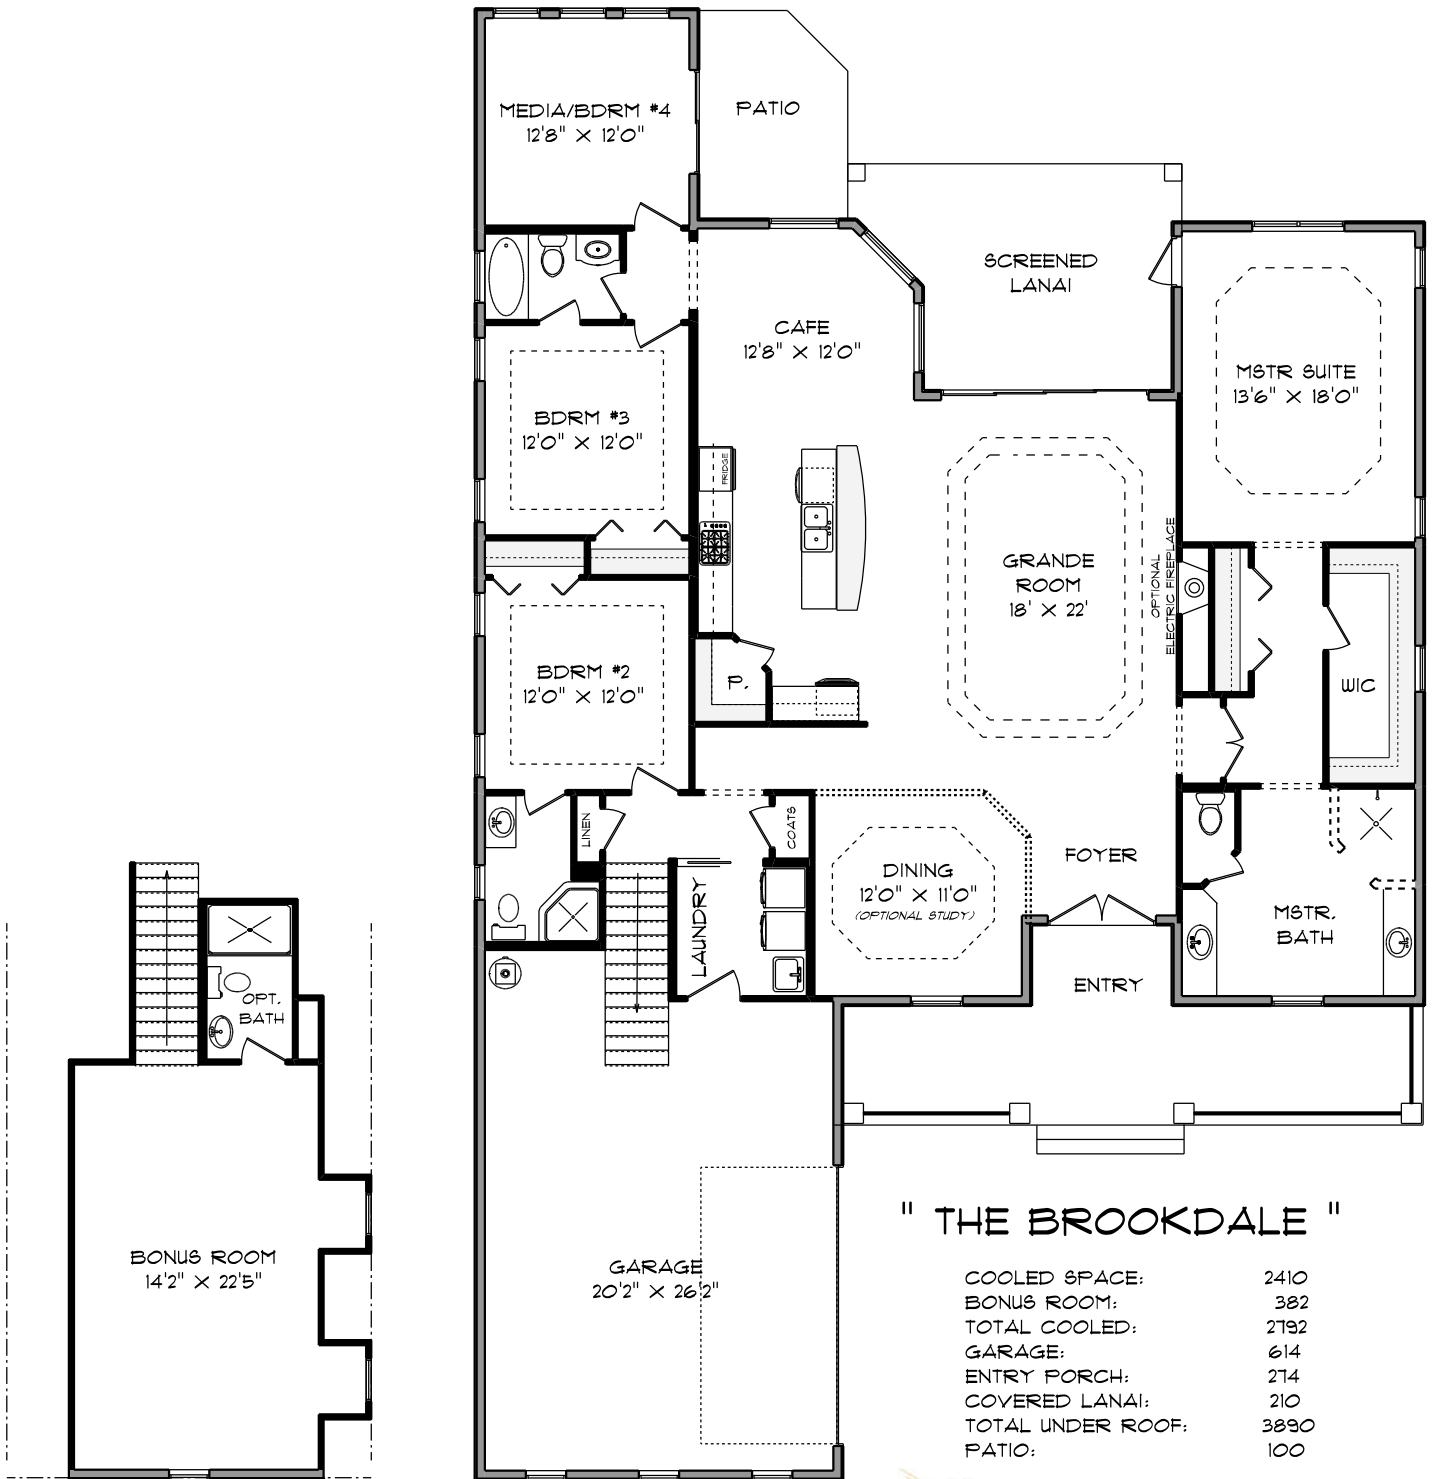 MEDIA/BDRM #4
12'8" X 12'0"
PATIO
SCREENED
LANAI
CAFE
12'8" X 12'0"
MSTR SUITE
13'6" X 18'0"
BDRM #3
12'0" X 12'0"
FRIDGE
GRANDE
ROOM
18' X 22'
OPTIONAL
ELECTRIC FIREPLACE
BDRM #2
12'0" X 12'0"
P.
WIC
LINEN
COATS
DINING
12'0" X 11'0"
(OPTIONAL STUDY)
FOYER
LAUNDRY
MSTR.
BATH
ENTRY
OPT.
BATH
BONUS ROOM
14'2" X 22'5"
GARAGE
20'2" X 26'2"
" THE BROOKDALE "
COOLED SPACE: 2410
BONUS ROOM: 382
TOTAL COOLED: 2792
GARAGE: 614
ENTRY PORCH: 274
COVERED LANAI: 210
TOTAL UNDER ROOF: 3890
PATIO: 100